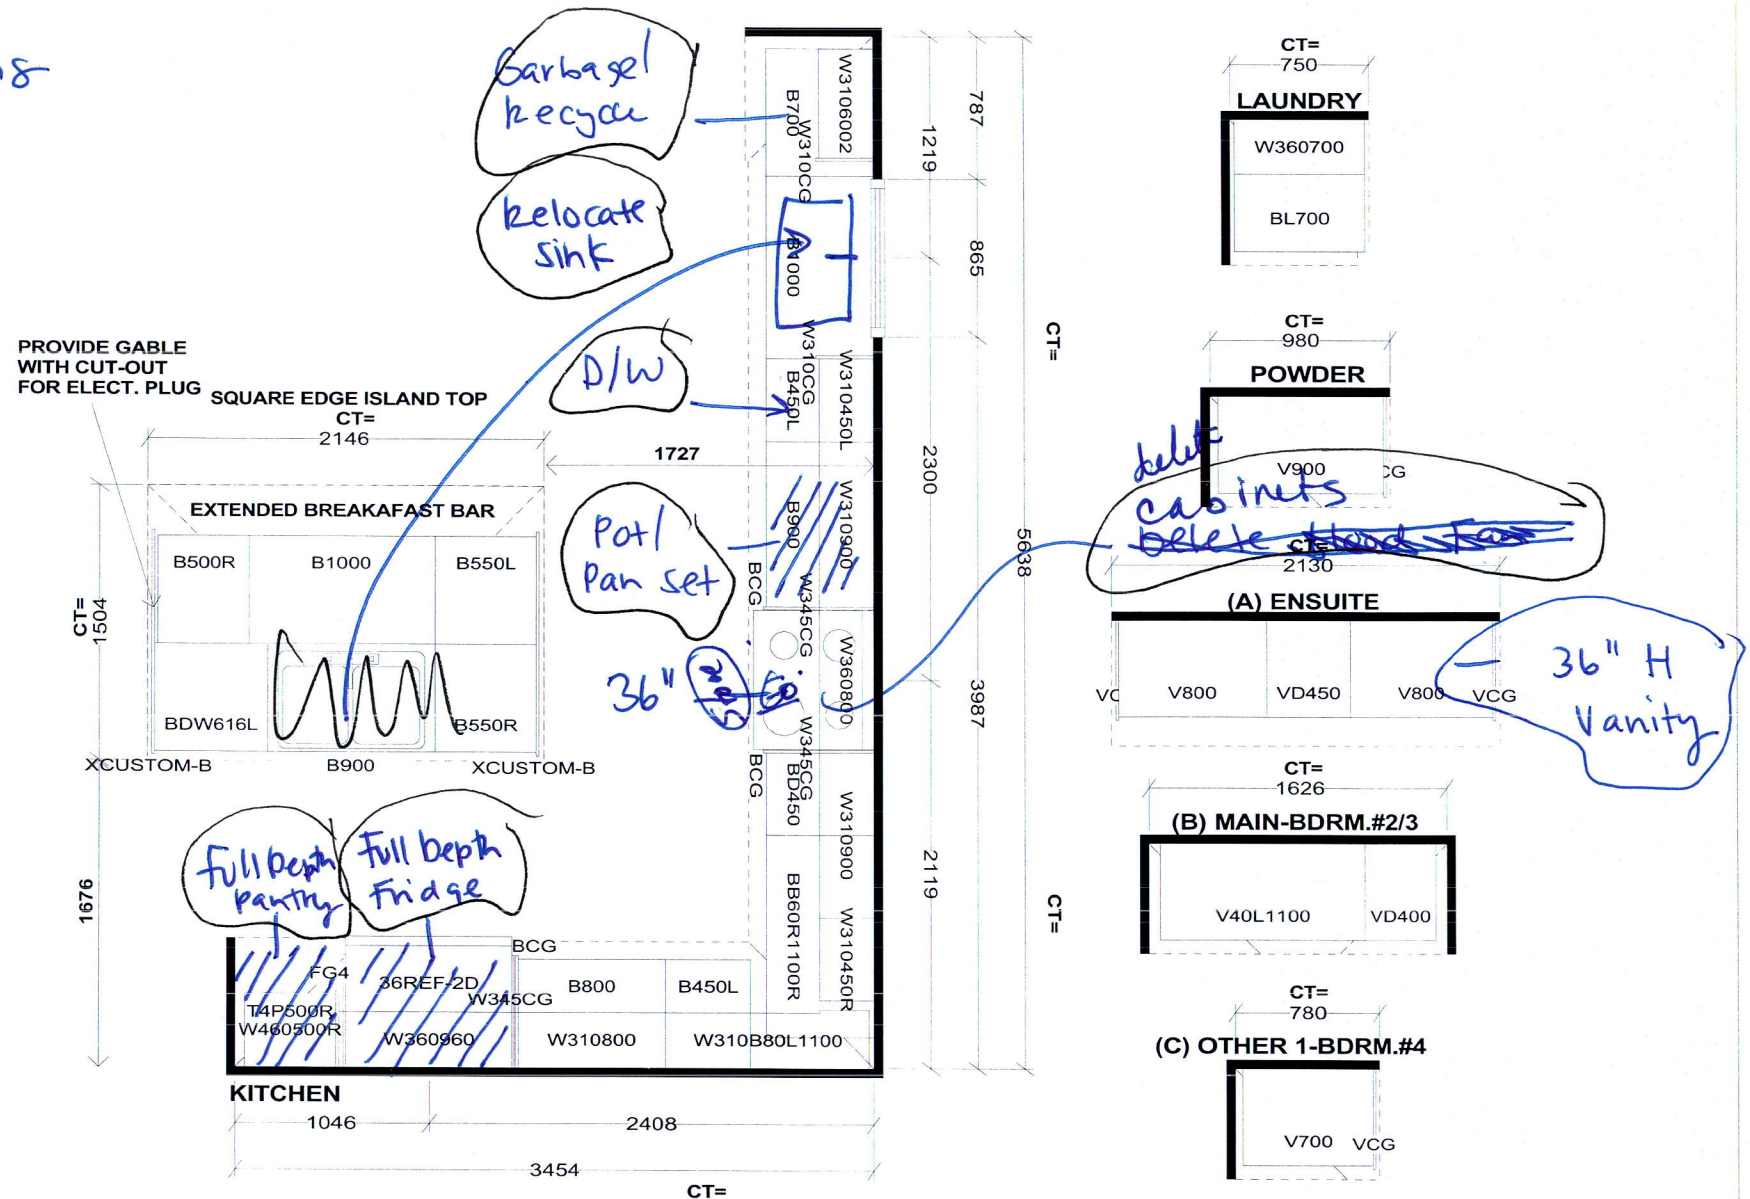 Garbage/
Recycle
Relocate
sink
D/W
Pot/
Pan set
36"
Full Depth
Pantry
Full Depth
Fridge
delete
cabinets
36" H
Vanity
PROVIDE GABLE
WITH CUT-OUT
FOR ELECT. PLUG
SQUARE EDGE ISLAND TOP
CT=
2146
EXTENDED BREAKAFAST BAR
B500R
B1000
B550L
CT=
1504
BDW616L
B550R
XCUSTOM-B
B900
XCUSTOM-B
1676
1727
B700
W3106002
W310CG
B1000
W310CG
B450L
W310450L
B900
W310900
BCG
W345CG
W360800
W345CG
BCG
BD450
W310900
BB60R1100R
W310450R
787
1219
865
2300
5638
3987
2119
CT=
CT=
FG4
T4P500R
W460500R
36REF-2D
W360960
BCG
W345CG
B800
B450L
W310800
W310B80L1100
KITCHEN
1046
2408
3454
CT=
CT=
750
LAUNDRY
W360700
BL700
CT=
980
POWDER
V900
CG
CT=
2130
(A) ENSUITE
V800
VD450
V800
VCG
CT=
1626
(B) MAIN-BDRM.#2/3
V40L1100
VD400
CT=
780
(C) OTHER 1-BDRM.#4
V700
VCG